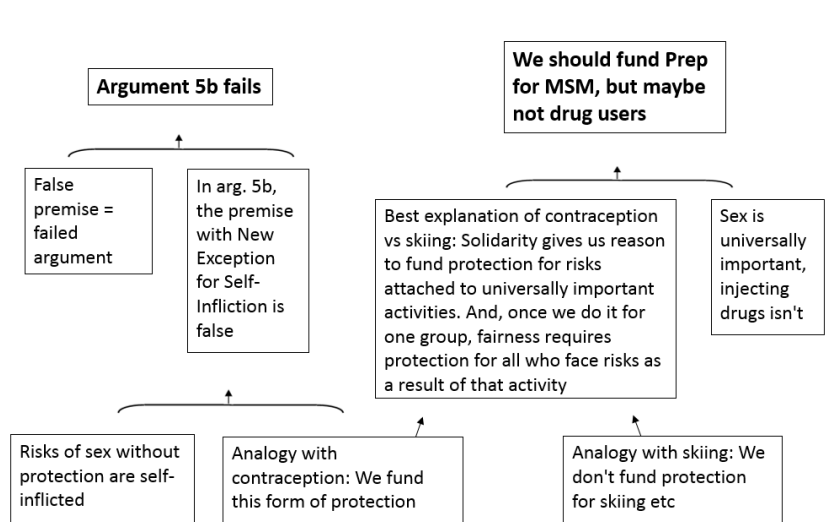 Argument 5b fails
We should fund Prep
for MSM, but maybe
not drug users
False
premise =
failed
argument
In arg. 5b,
the premise
with New
Exception
for Self-
Infliction is
false
Best explanation of contraception
vs skiing: Solidarity gives us reason
to fund protection for risks
attached to universally important
activities. And, once we do it for
one group, fairness requires
protection for all who face risks as
a result of that activity
Sex is
universally
important,
injecting
drugs isn't
Risks of sex without
protection are self-
inflicted
Analogy with
contraception: We fund
this form of protection
Analogy with skiing: We
don't fund protection
for skiing etc